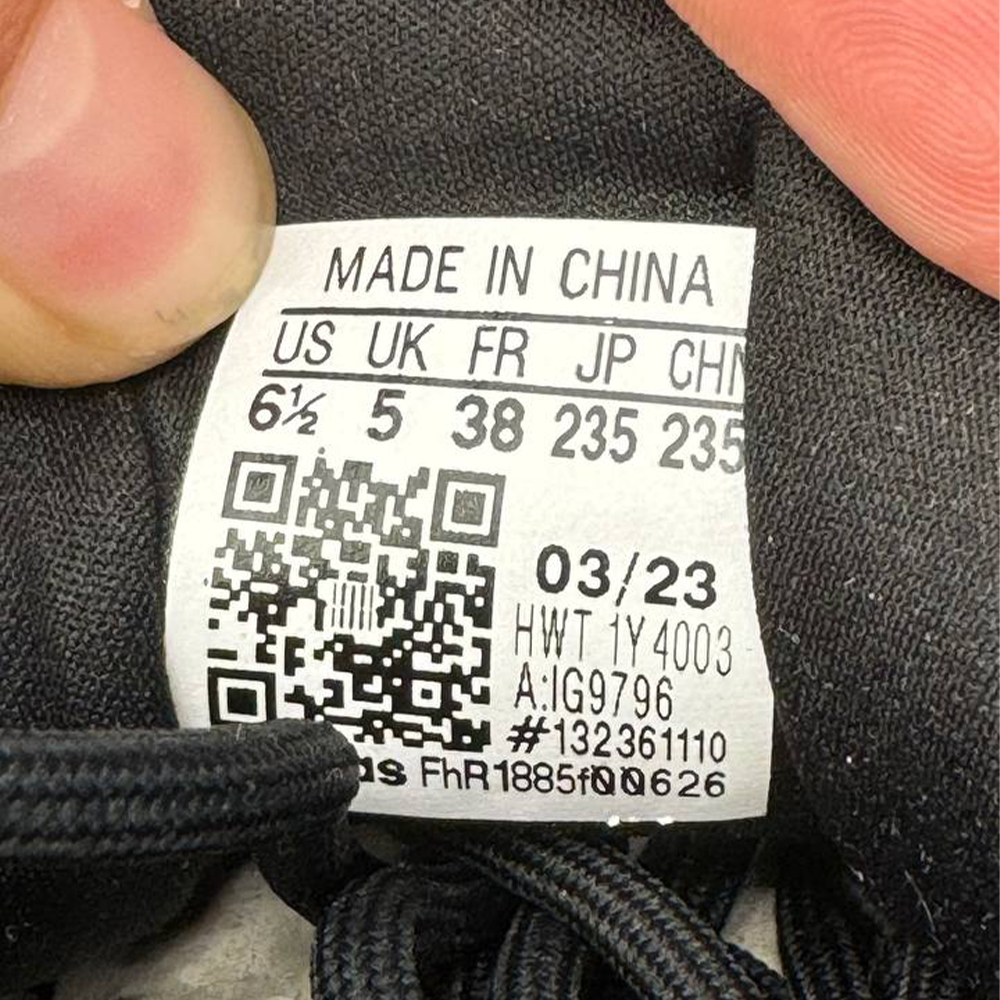 MADE IN CHINA
US UK FR JP CHN
6½ 5 38 235 235
03/23
HWT 1Y4003
A:IG9796
#132361110
as FhR1885f00626